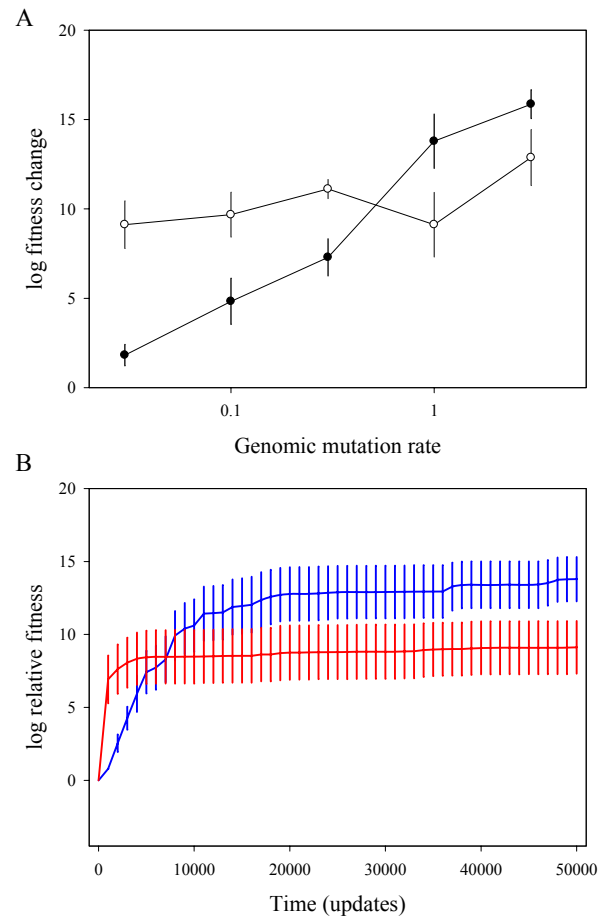 A
20
15
10
5
0
log fitness change
0.1 1
Genomic mutation rate
B
20
15
10
5
0
log relative fitness
0 10000 20000 30000 40000 50000
Time (updates)